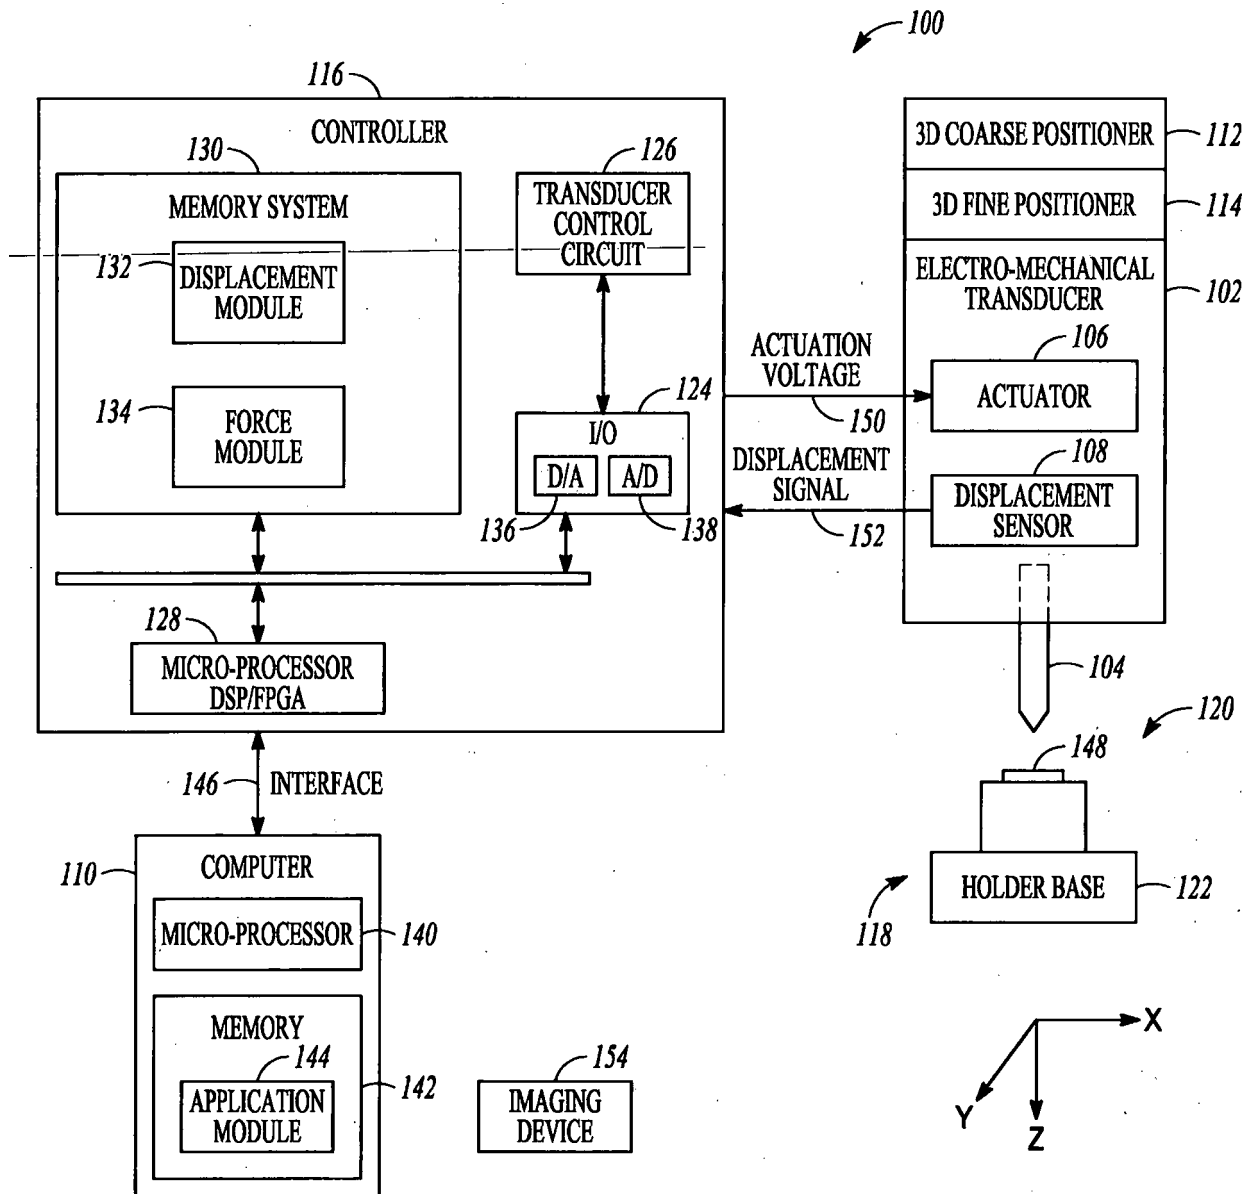 100
116
CONTROLLER
130
MEMORY SYSTEM
132
DISPLACEMENT
MODULE
134
FORCE
MODULE
126
TRANSDUCER
CONTROL
CIRCUIT
124
I/O
D/A
A/D
136
138
128
MICRO-PROCESSOR
DSP/FPGA
ACTUATION
VOLTAGE
150
DISPLACEMENT
SIGNAL
152
3D COARSE POSITIONER
112
3D FINE POSITIONER
114
ELECTRO-MECHANICAL
TRANSDUCER
102
106
ACTUATOR
108
DISPLACEMENT
SENSOR
104
120
148
HOLDER BASE
122
118
146
INTERFACE
110
COMPUTER
MICRO-PROCESSOR
140
MEMORY
144
APPLICATION
MODULE
142
154
IMAGING
DEVICE
X
Y
Z